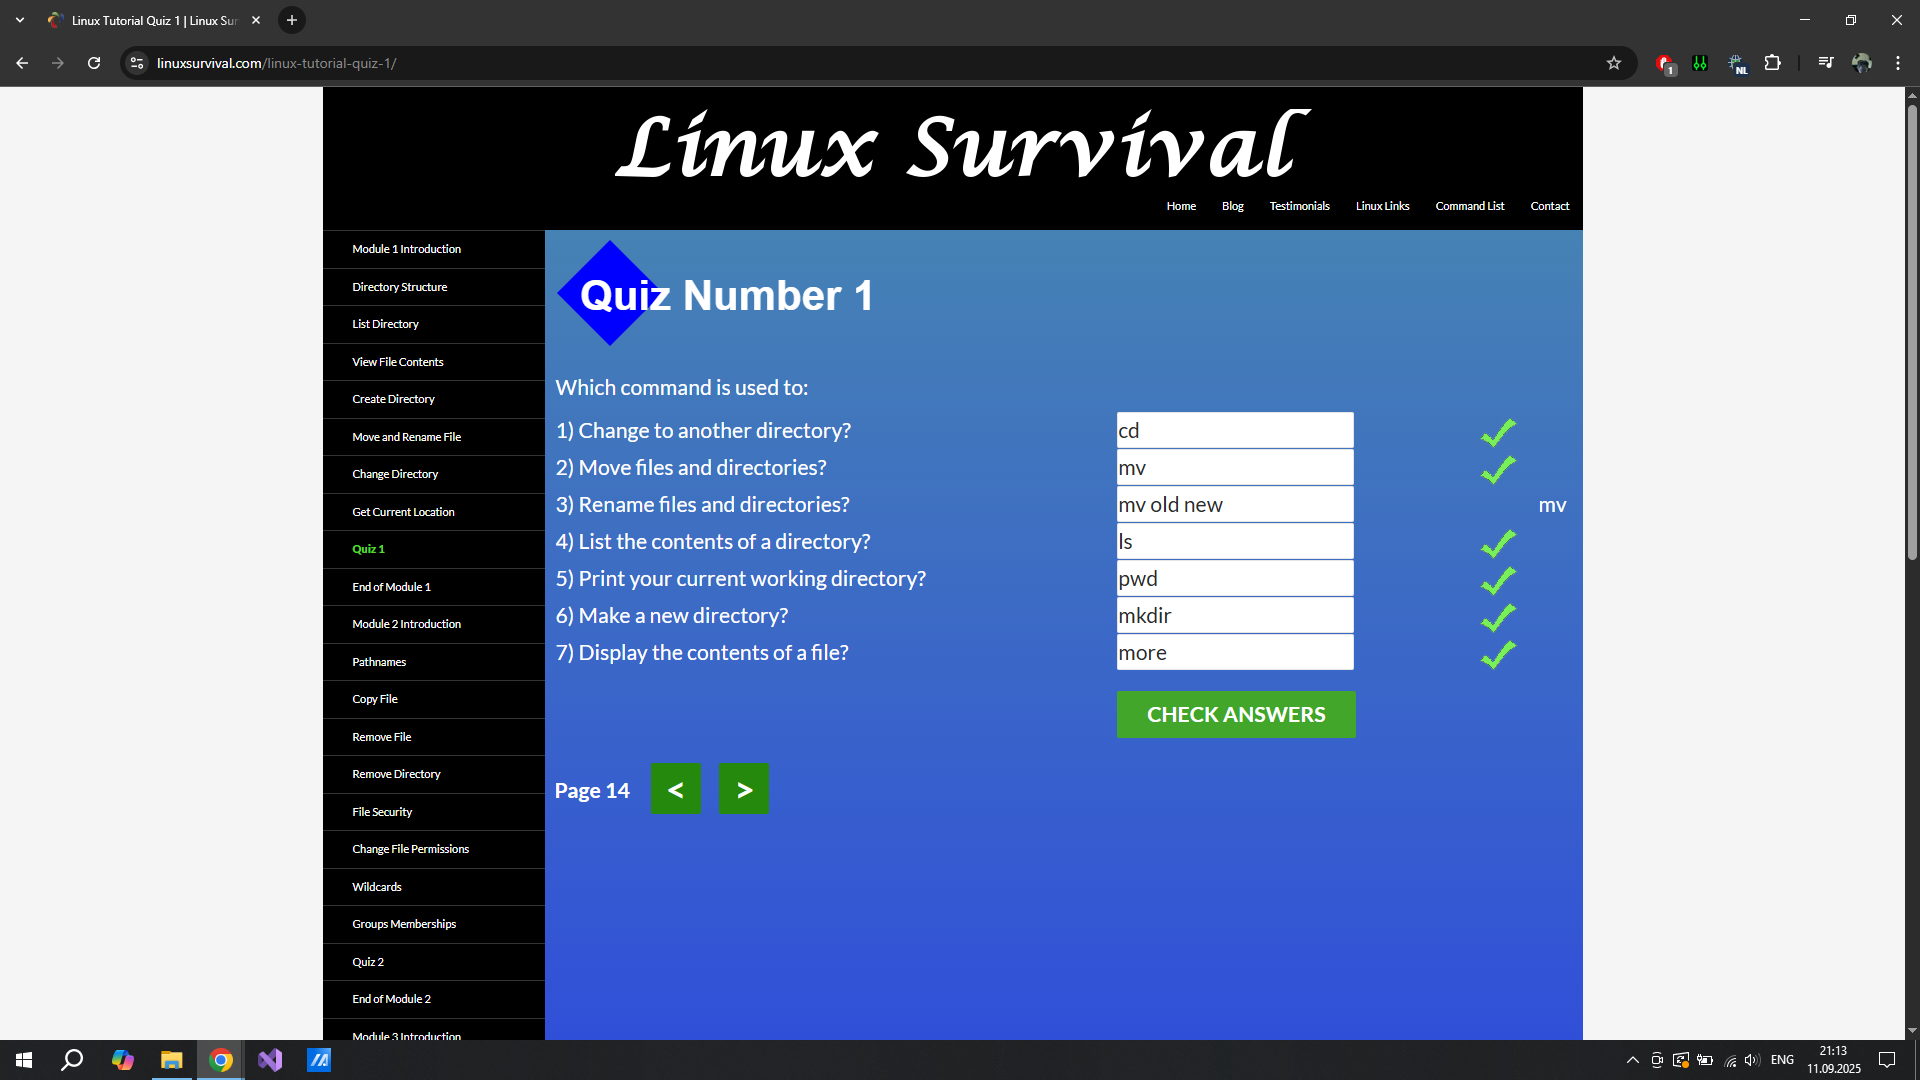 Linux Tutorial Quiz 1 | Linux Sur
linuxsurvival.com/linux-tutorial-quiz-1/
1
NL
Linux Survival
Home Blog Testimonials Linux Links Command List Contact
Module 1 Introduction
Directory Structure
List Directory
View File Contents
Create Directory
Move and Rename File
Change Directory
Get Current Location
Quiz 1
End of Module 1
Module 2 Introduction
Pathnames
Copy File
Remove File
Remove Directory
File Security
Change File Permissions
Wildcards
Groups Memberships
Quiz 2
End of Module 2
Module 3 Introduction
Quiz Number 1
Which command is used to:
1) Change to another directory? cd
2) Move files and directories? mv
3) Rename files and directories? mv old new mv
4) List the contents of a directory? ls
5) Print your current working directory? pwd
6) Make a new directory? mkdir
7) Display the contents of a file? more
CHECK ANSWERS
Page 14 < >
ENG
21:13
11.09.2025